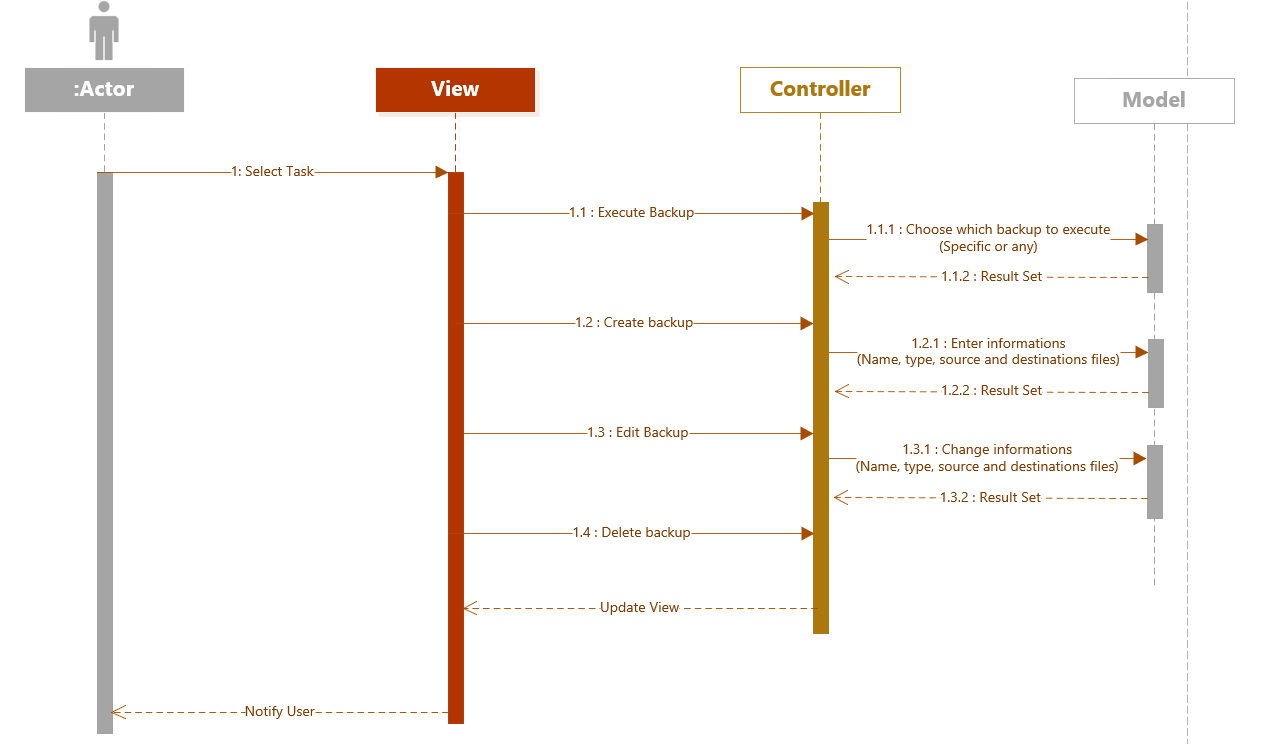 :Actor
View
Controller
Model
1: Select Task
1.1 : Execute Backup
1.1.1 : Choose which backup to execute
(Specific or any)
1.1.2 : Result Set
1.2 : Create backup
1.2.1 : Enter informations
(Name, type, source and destinations files)
1.2.2 : Result Set
1.3 : Edit Backup
1.3.1 : Change informations
(Name, type, source and destinations files)
1.3.2 : Result Set
1.4 : Delete backup
Update View
Notify User